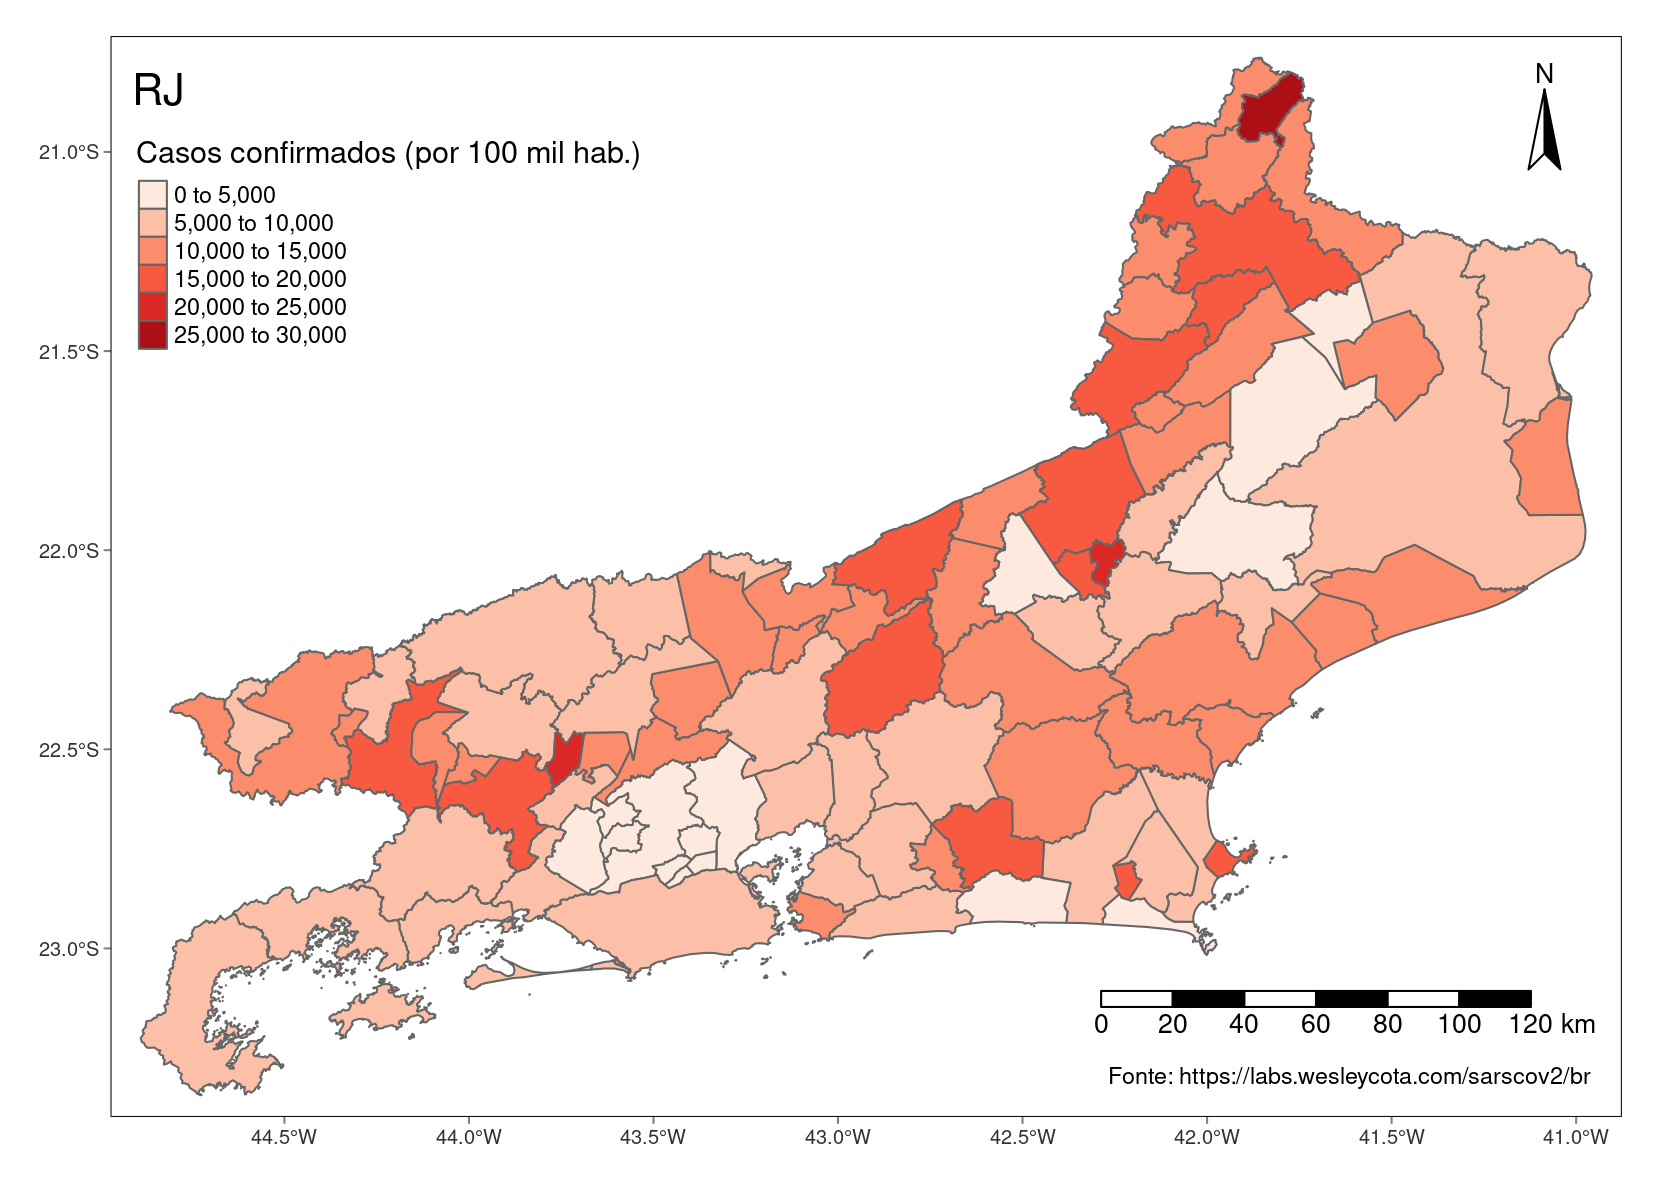 RJ
N
Casos confirmados (por 100 mil hab.)
0 to 5,000
5,000 to 10,000
10,000 to 15,000
15,000 to 20,000
20,000 to 25,000
25,000 to 30,000
21.0°S
21.5°S
22.0°S
22.5°S
23.0°S
0 20 40 60 80 100 120 km
Fonte: https://labs.wesleycota.com/sarscov2/br
44.5°W 44.0°W 43.5°W 43.0°W 42.5°W 42.0°W 41.5°W 41.0°W